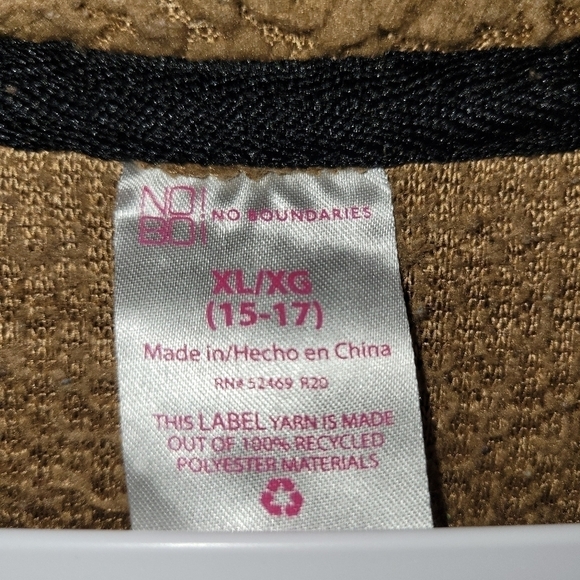 NO!
BO!
NO BOUNDARIES
XL/XG
(15-17)
Made in/Hecho en China
RN# 52469 R20
THIS LABEL YARN IS MADE
OUT OF 100% RECYCLED
POLYESTER MATERIALS